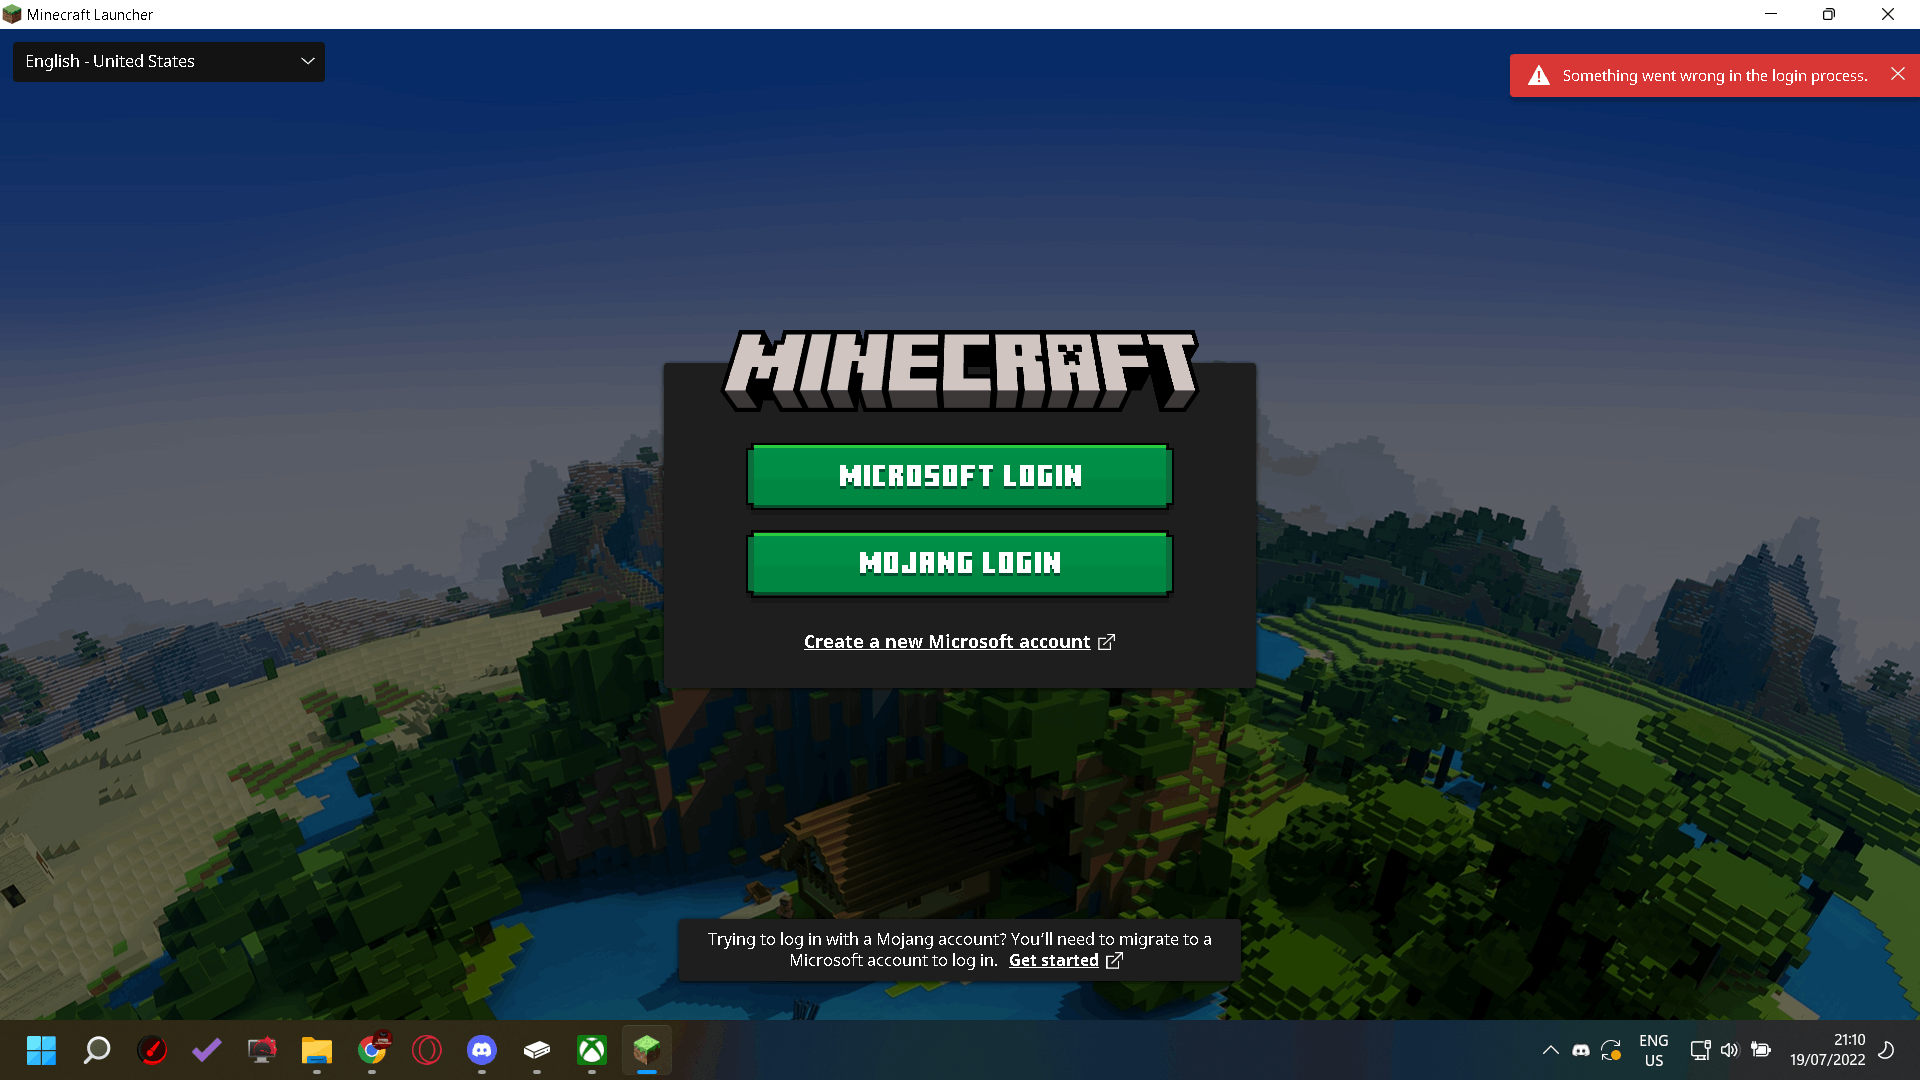 Minecraft Launcher
English - United States
Something went wrong in the login process.
MINECRAFT
MICROSOFT LOGIN
MOJANG LOGIN
Create a new Microsoft account
Trying to log in with a Mojang account? You’ll need to migrate to a
Microsoft account to log in. Get started
ENG
US
21:10
19/07/2022